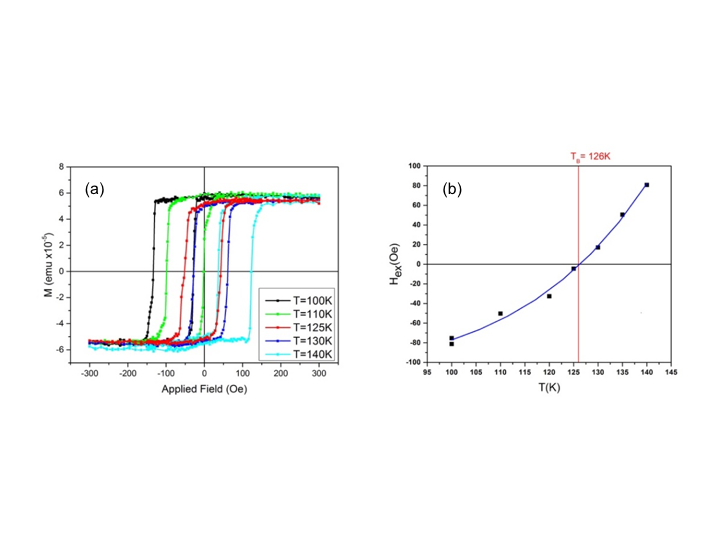 (a)
M (emu x10⁻⁵)
8
6
4
2
0
-2
-4
-6
T=100K
T=110K
T=125K
T=130K
T=140K
-300 -200 -100 0 100 200 300
Applied Field (Oe)
T_B= 126K
(b)
H_ex(Oe)
100
80
60
40
20
0
-20
-40
-60
-80
-100
95 100 105 110 115 120 125 130 135 140 145
T(K)